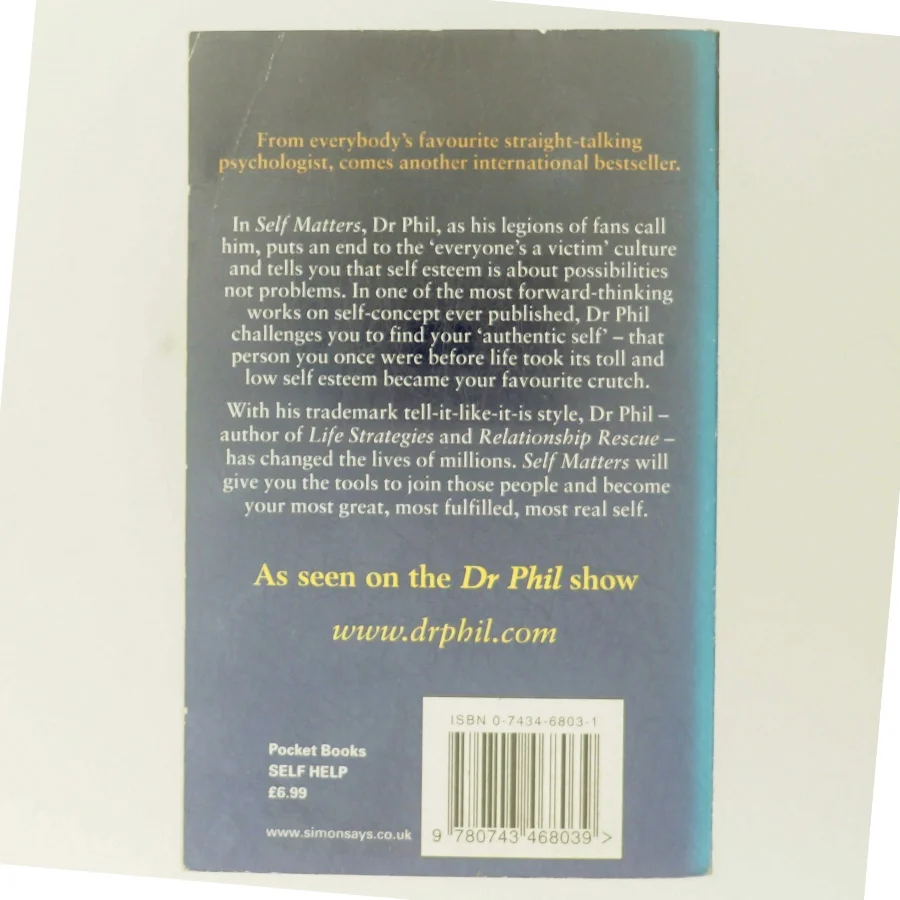 From everybody's favourite straight-talking
psychologist, comes another international bestseller.
In Self Matters, Dr Phil, as his legions of fans call
him, puts an end to the 'everyone's a victim' culture
and tells you that self esteem is about possibilities
not problems. In one of the most forward-thinking
works on self-concept ever published, Dr Phil
challenges you to find your 'authentic self' – that
person you once were before life took its toll and
low self esteem became your favourite crutch.
With his trademark tell-it-like-it-is style, Dr Phil –
author of Life Strategies and Relationship Rescue –
has changed the lives of millions. Self Matters will
give you the tools to join those people and become
your most great, most fulfilled, most real self.
As seen on the Dr Phil show
www.drphil.com
ISBN 0-7434-6803-1
9 780743 468039 >
Pocket Books
SELF HELP
£6.99
www.simonsays.co.uk